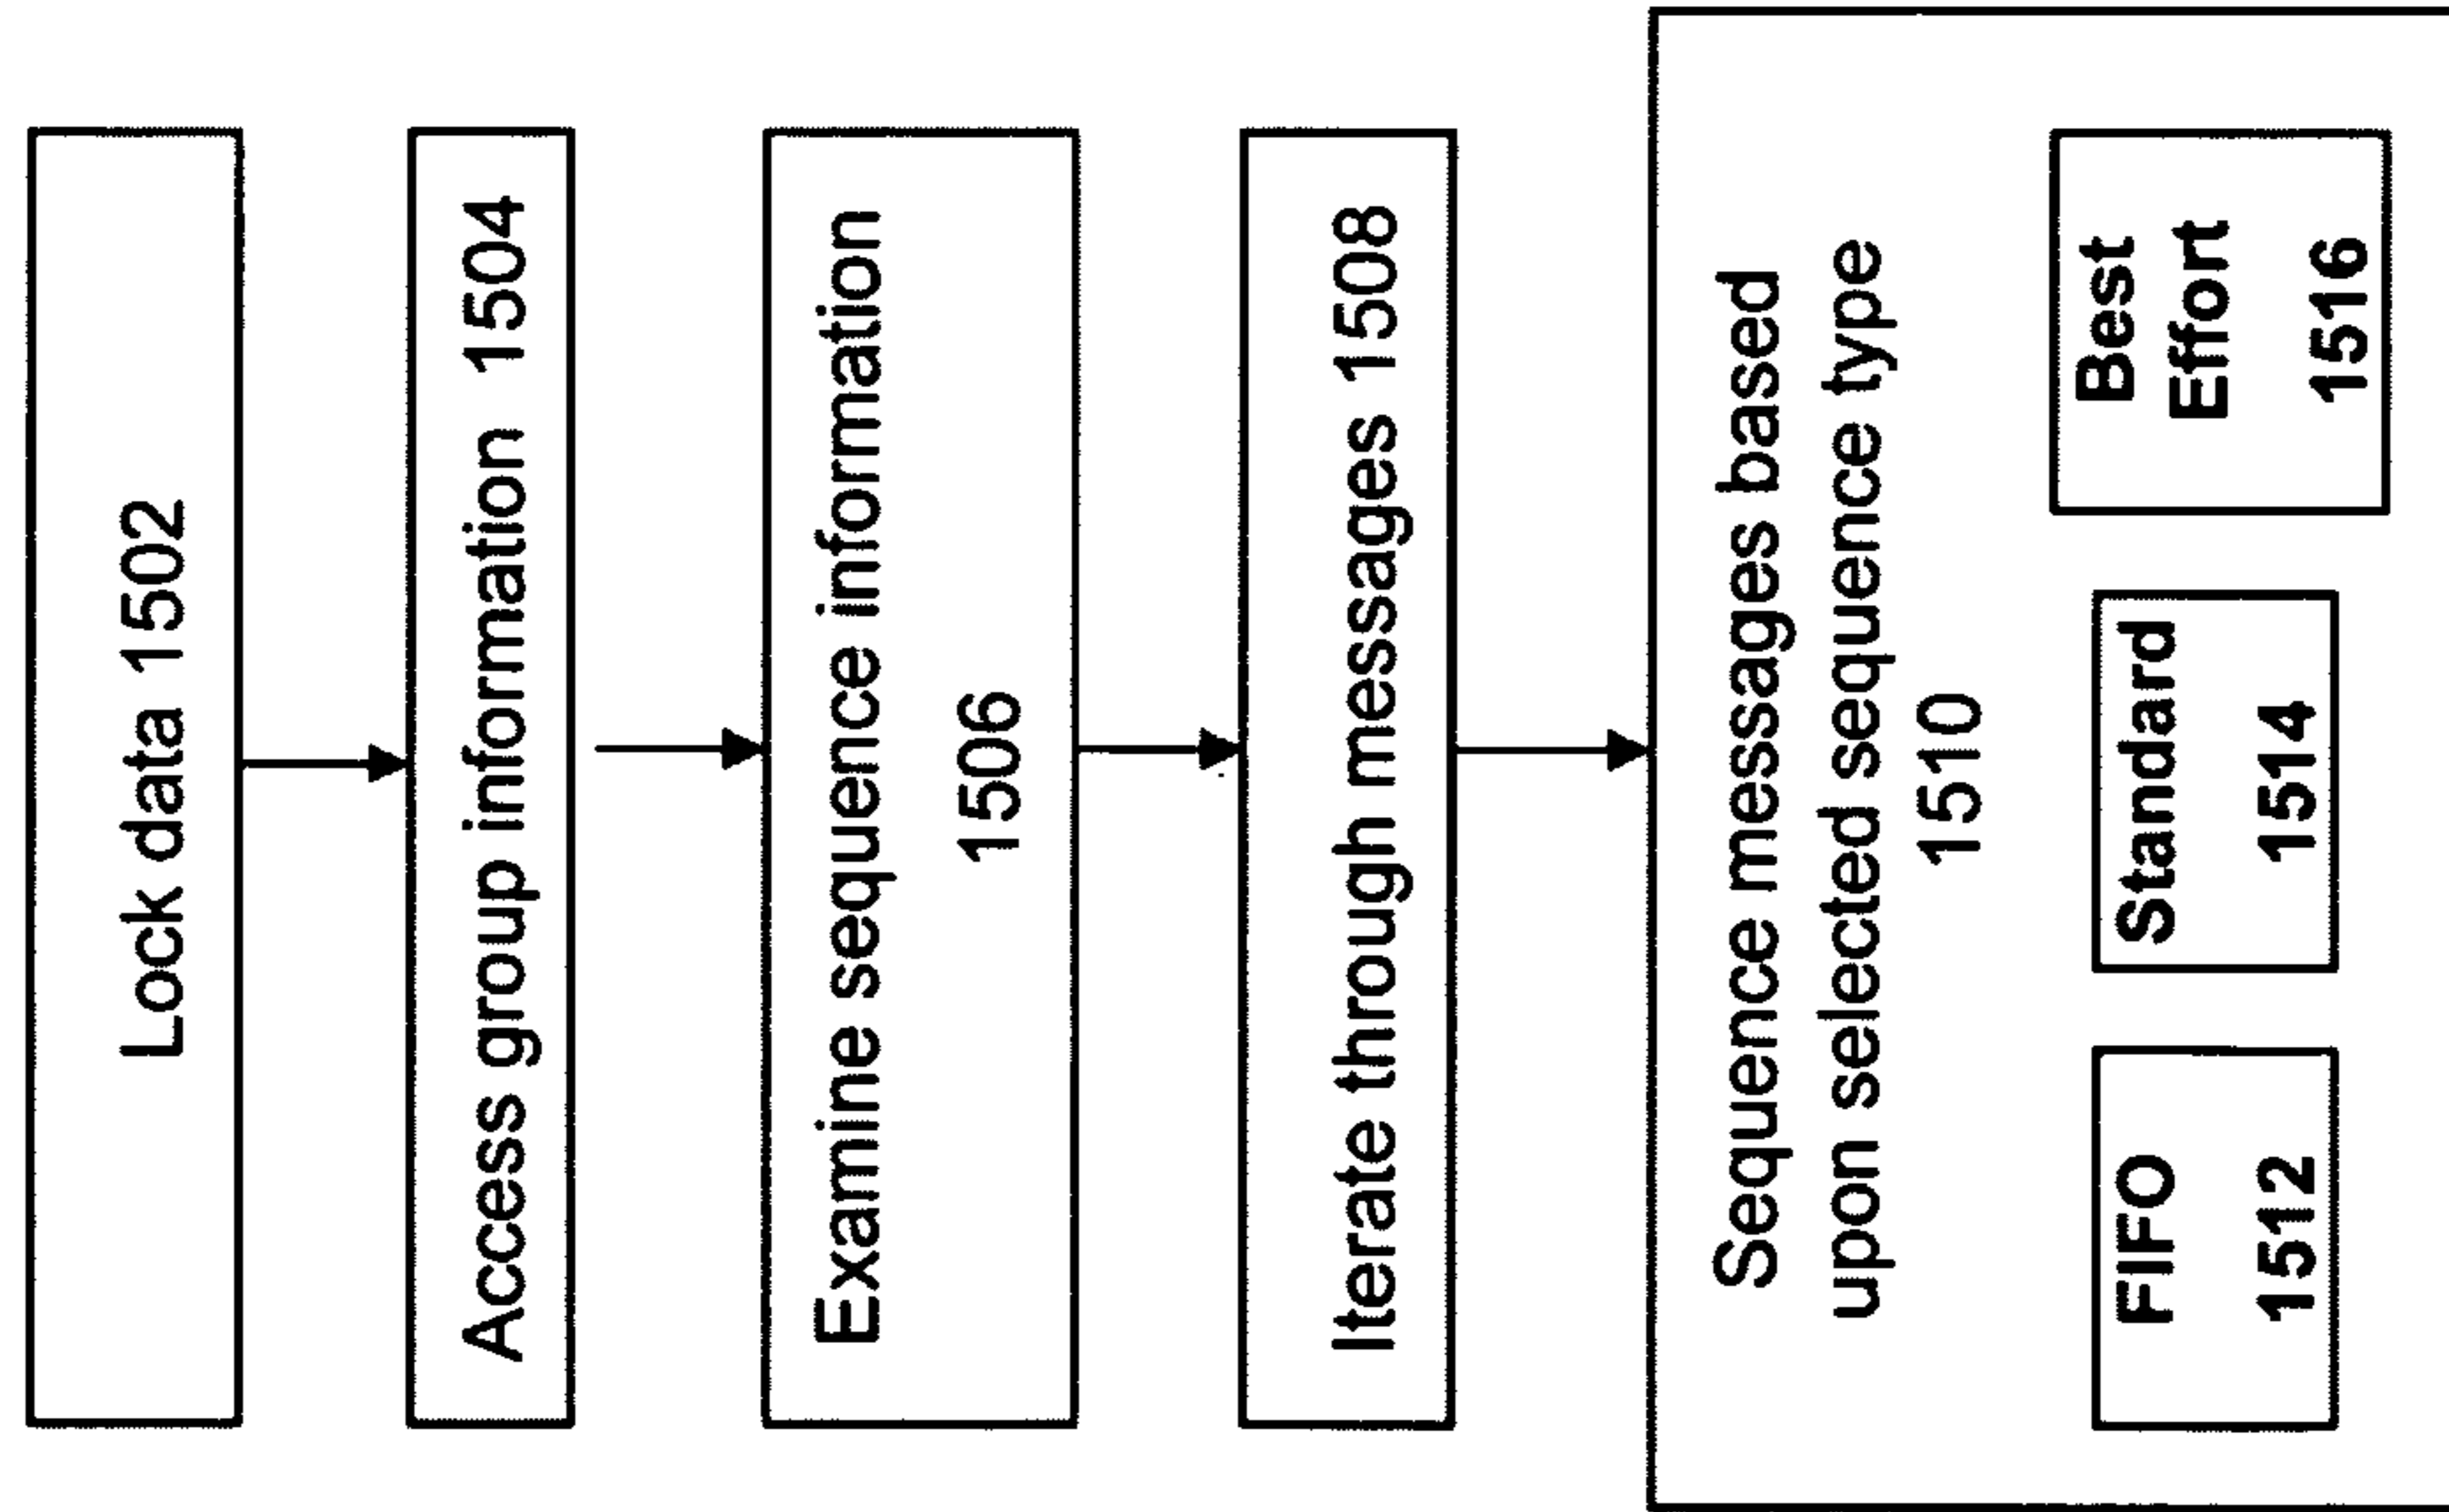 Lock data 1502
Access group information 1504
Examine sequence information
1506
Iterate through messages 1508
Sequence messages based
upon selected sequence type
1510
FIFO
1512
Standard
1514
Best
Effort
1516